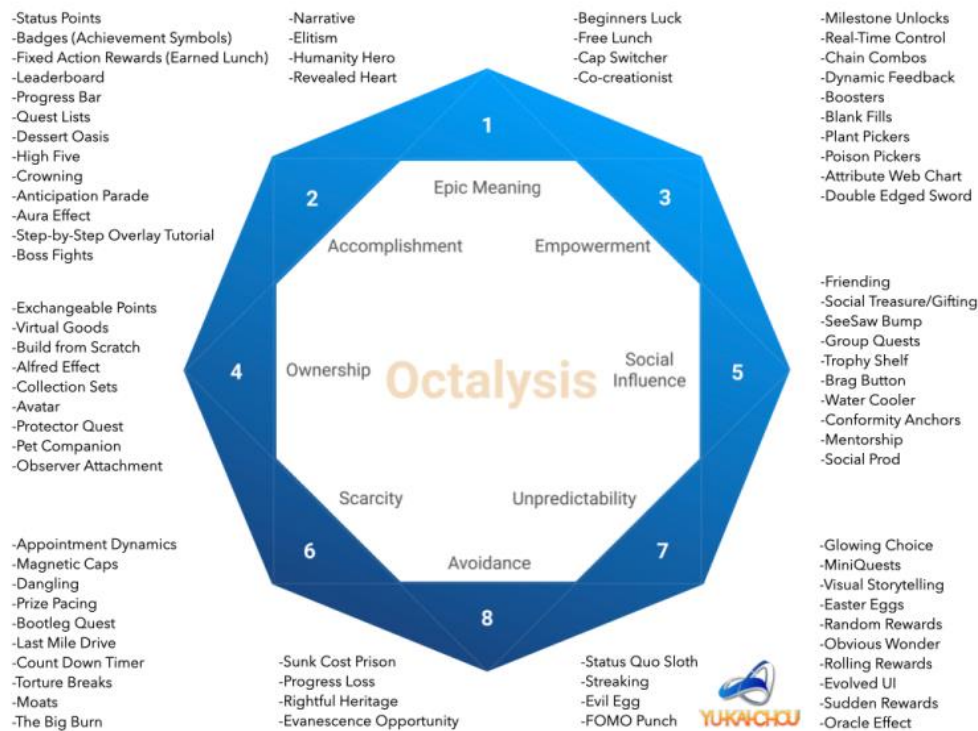 -Status Points
-Badges (Achievement Symbols)
-Fixed Action Rewards (Earned Lunch)
-Leaderboard
-Progress Bar
-Quest Lists
-Dessert Oasis
-High Five
-Crowning
-Anticipation Parade
-Aura Effect
-Step-by-Step Overlay Tutorial
-Boss Fights
-Narrative
-Elitism
-Humanity Hero
-Revealed Heart
-Beginners Luck
-Free Lunch
-Cap Switcher
-Co-creationist
-Milestone Unlocks
-Real-Time Control
-Chain Combos
-Dynamic Feedback
-Boosters
-Blank Fills
-Plant Pickers
-Poison Pickers
-Attribute Web Chart
-Double Edged Sword
1
Epic Meaning
2
Accomplishment
3
Empowerment
-Exchangeable Points
-Virtual Goods
-Build from Scratch
-Alfred Effect
-Collection Sets
-Avatar
-Protector Quest
-Pet Companion
-Observer Attachment
4
Ownership
Octalysis
Social
Influence
5
-Friending
-Social Treasure/Gifting
-SeeSaw Bump
-Group Quests
-Trophy Shelf
-Brag Button
-Water Cooler
-Conformity Anchors
-Mentorship
-Social Prod
Scarcity
6
Unpredictability
7
Avoidance
8
-Appointment Dynamics
-Magnetic Caps
-Dangling
-Prize Pacing
-Bootleg Quest
-Last Mile Drive
-Count Down Timer
-Torture Breaks
-Moats
-The Big Burn
-Sunk Cost Prison
-Progress Loss
-Rightful Heritage
-Evanescence Opportunity
-Status Quo Sloth
-Streaking
-Evil Egg
-FOMO Punch
YU-KAI-CHOU
-Glowing Choice
-MiniQuests
-Visual Storytelling
-Easter Eggs
-Random Rewards
-Obvious Wonder
-Rolling Rewards
-Evolved UI
-Sudden Rewards
-Oracle Effect